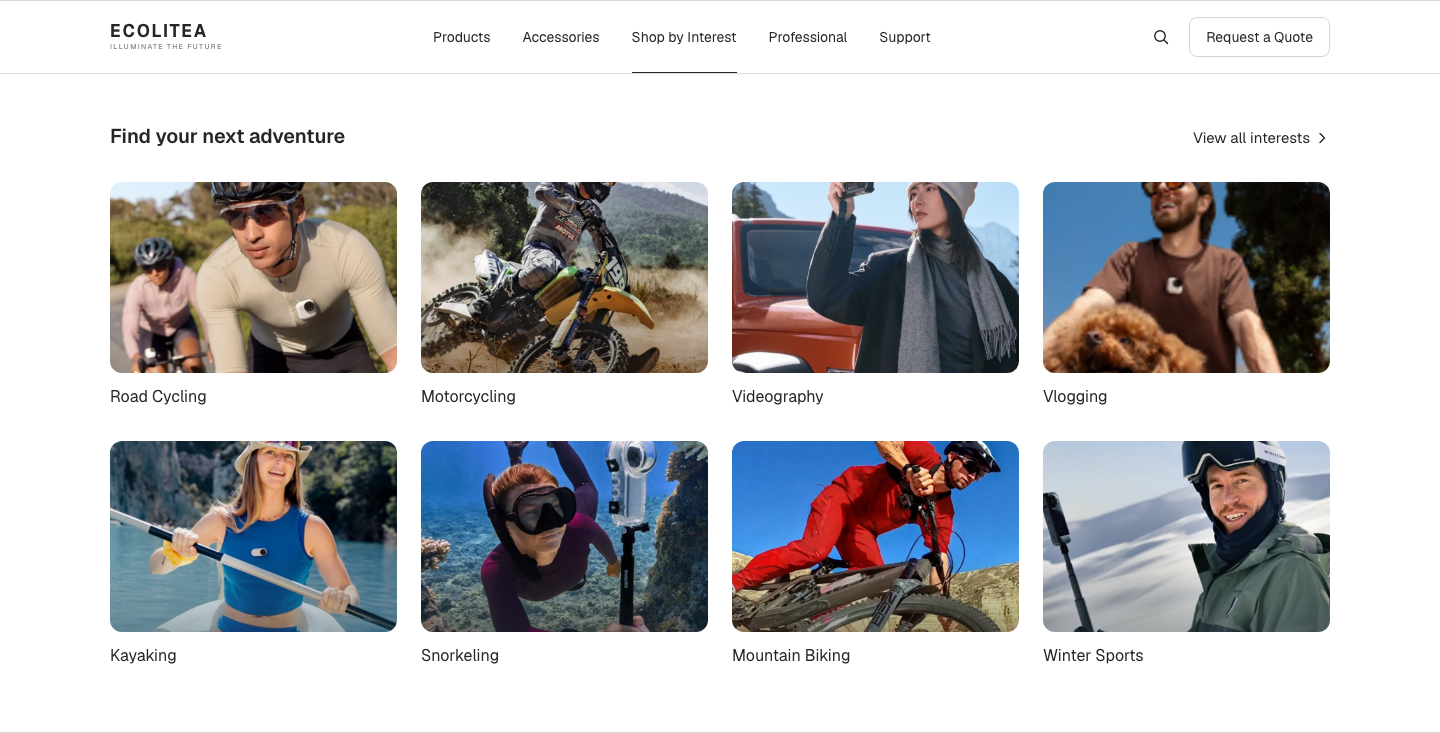 ECOLITEA
ILLUMINATE THE FUTURE
Products
Accessories
Shop by Interest
Professional
Support
Request a Quote
Find your next adventure
View all interests
MOTUL
Road Cycling
Motorcycling
Videography
Vlogging
Kayaking
Snorkeling
Mountain Biking
Winter Sports